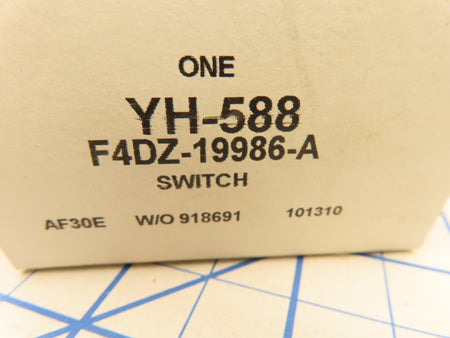 ONE
YH-588
F4DZ-19986-A
SWITCH
AF30E W/O 918691 101310